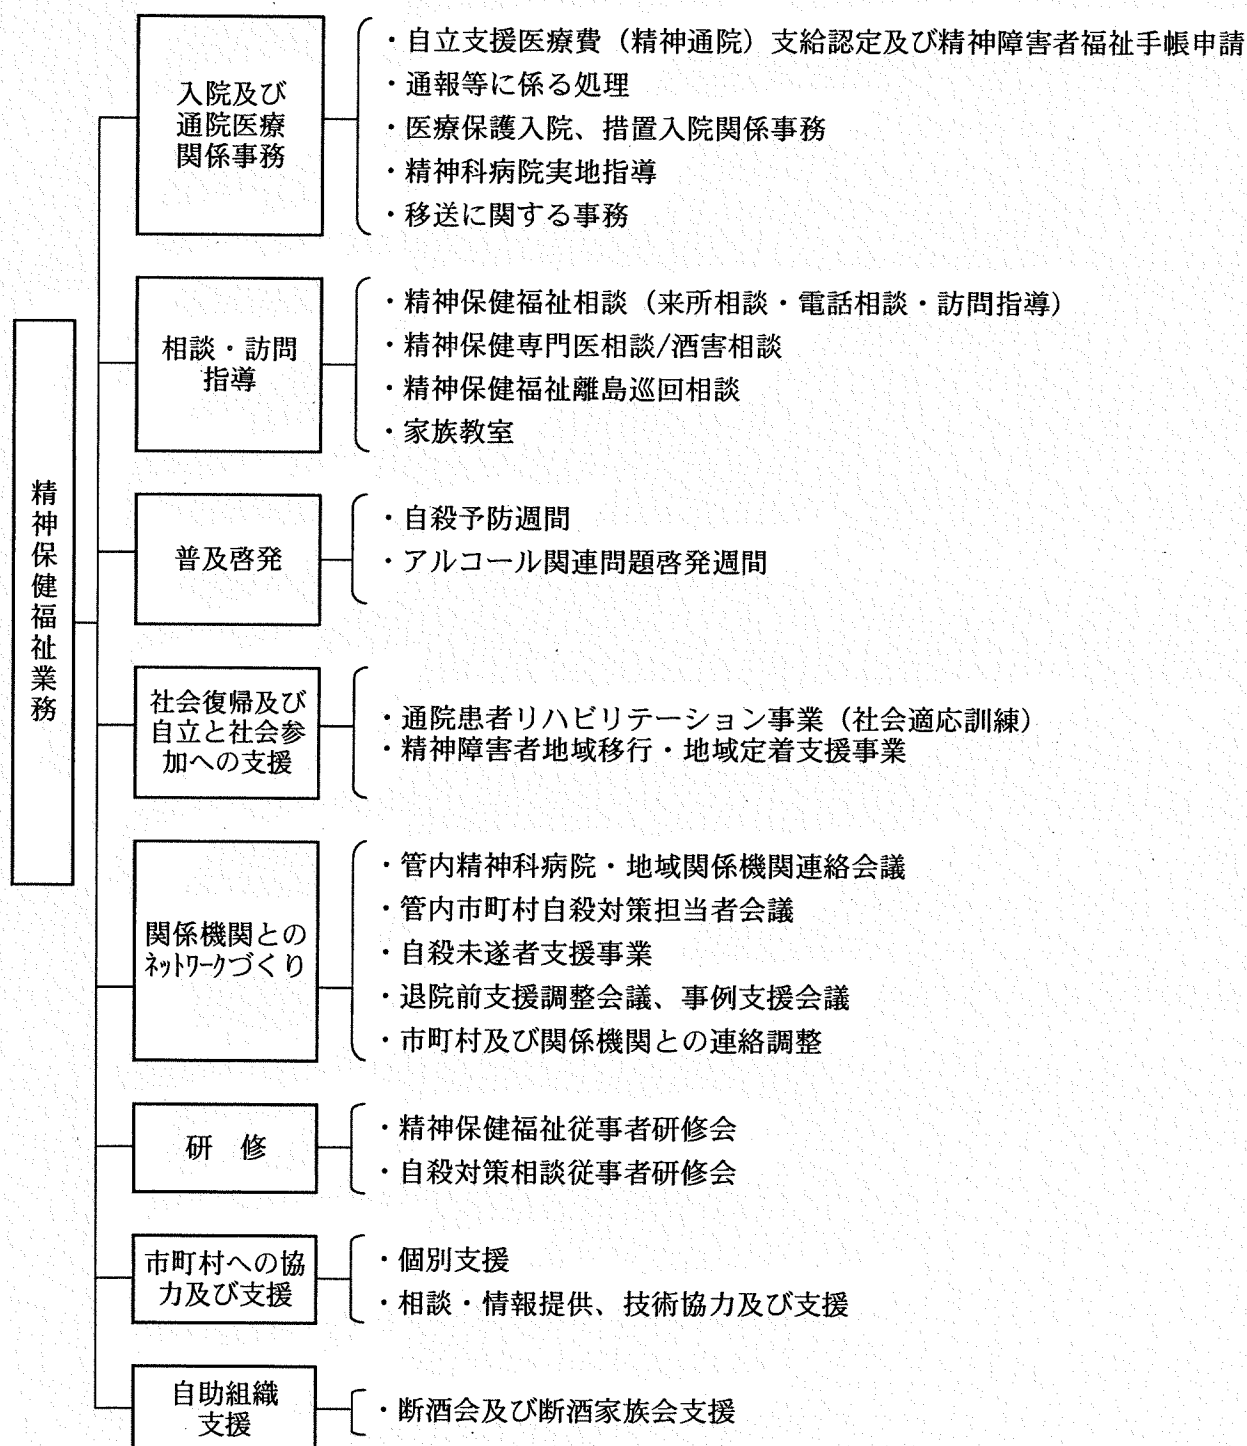 精神保健福祉業務
入院及び
通院医療
関係事務
・自立支援医療費（精神通院）支給認定及び精神障害者福祉手帳申請
・通報等に係る処理
・医療保護入院、措置入院関係事務
・精神科病院実地指導
・移送に関する事務
相談・訪問
指導
・精神保健福祉相談（来所相談・電話相談・訪問指導）
・精神保健専門医相談/酒害相談
・精神保健福祉離島巡回相談
・家族教室
普及啓発
・自殺予防週間
・アルコール関連問題啓発週間
社会復帰及び
自立と社会参
加への支援
・通院患者リハビリテーション事業（社会適応訓練）
・精神障害者地域移行・地域定着支援事業
関係機関との
ネットワークづくり
・管内精神科病院・地域関係機関連絡会議
・管内市町村自殺対策担当者会議
・自殺未遂者支援事業
・退院前支援調整会議、事例支援会議
・市町村及び関係機関との連絡調整
研　修
・精神保健福祉従事者研修会
・自殺対策相談従事者研修会
市町村への協
力及び支援
・個別支援
・相談・情報提供、技術協力及び支援
自助組織
支援
・断酒会及び断酒家族会支援